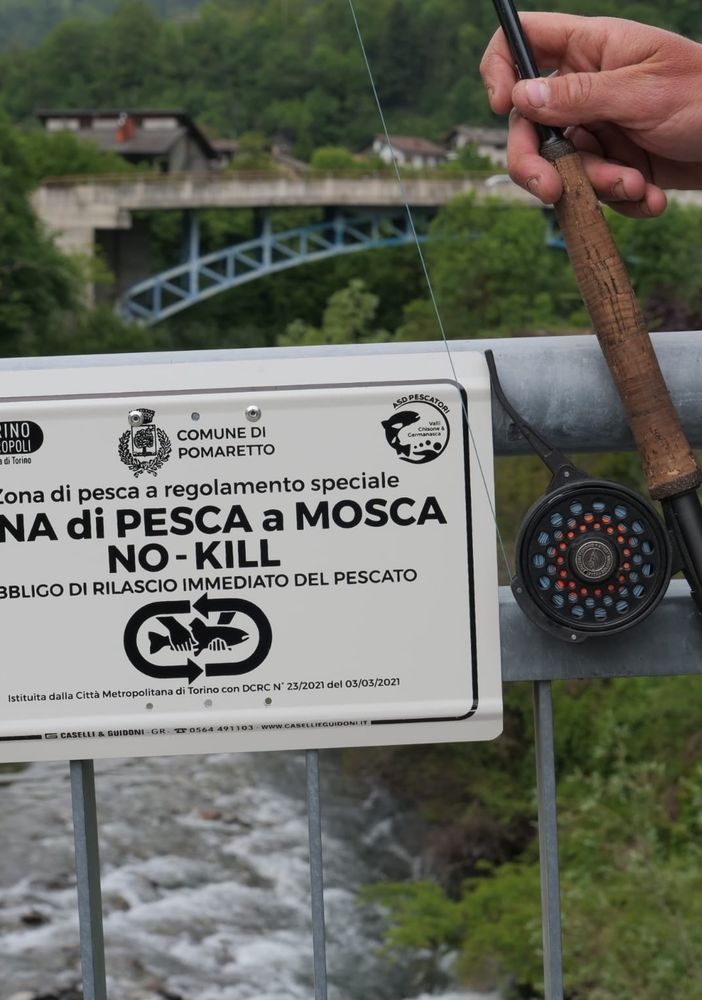 RINO
ROPOLI
di Torino
COMUNE DI
POMARETTO
ASD PESCATORI
Valli
Chisone &
Germanasca
Zona di pesca a regolamento speciale
NA di PESCA a MOSCA
NO-KILL
BBLIGO DI RILASCIO IMMEDIATO DEL PESCATO
Istituita dalla Città Metropolitana di Torino con DCRC N° 23/2021 del 03/03/2021
CASELLI & GUIDONI - GR - ☎ 0564 491103 - WWW.CASELLIEGUIDONI.IT